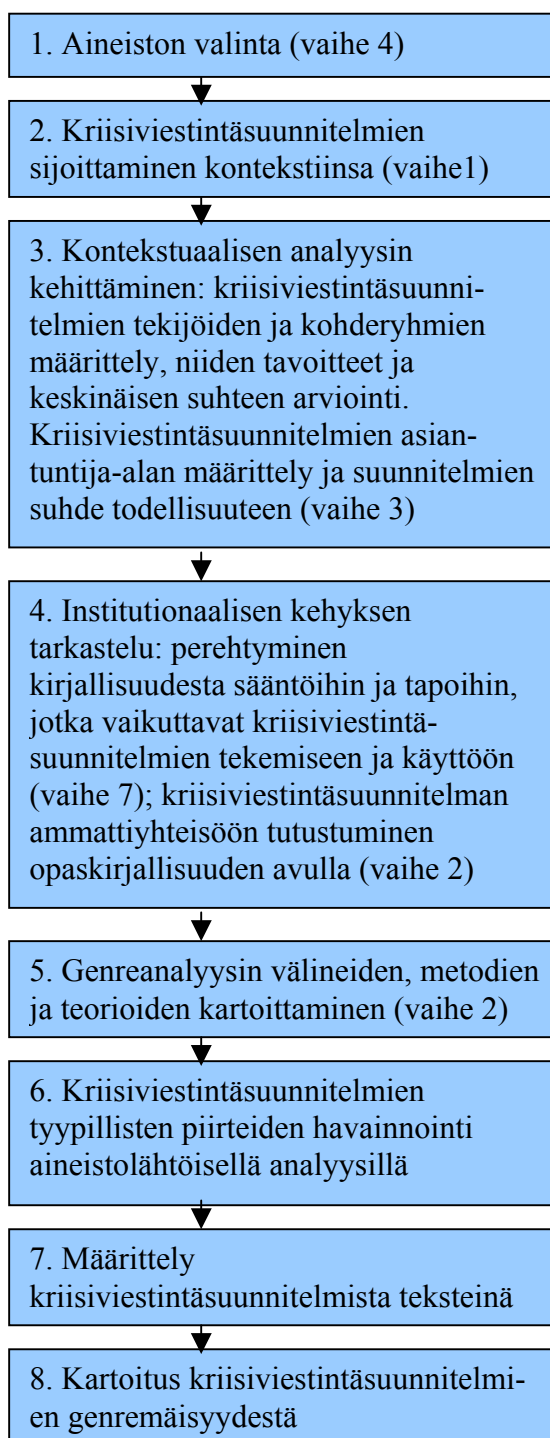 1. Aineiston valinta (vaihe 4)
2. Kriisiviestintäsuunnitelmien
sijoittaminen kontekstiinsa (vaihe1)
3. Kontekstuaalisen analyysin
kehittäminen: kriisiviestintäsuunni-
telmien tekijöiden ja kohderyhmien
määrittely, niiden tavoitteet ja
keskinäisen suhteen arviointi.
Kriisiviestintäsuunnitelmien asian-
tuntija-alan määrittely ja suunnitelmien
suhde todellisuuteen (vaihe 3)
4. Institutionaalisen kehyksen
tarkastelu: perehtyminen
kirjallisuudesta sääntöihin ja tapoihin,
jotka vaikuttavat kriisiviestintä-
suunnitelmien tekemiseen ja käyttöön
(vaihe 7); kriisiviestintäsuunnitelman
ammattiyhteisöön tutustuminen
opaskirjallisuuden avulla (vaihe 2)
5. Genreanalyysin välineiden, metodien
ja teorioiden kartoittaminen (vaihe 2)
6. Kriisiviestintäsuunnitelmien
tyypillisten piirteiden havainnointi
aineistolähtöisellä analyysillä
7. Määrittely
kriisiviestintäsuunnitelmista teksteinä
8. Kartoitus kriisiviestintäsuunnitelmi-
en genremäisyydestä